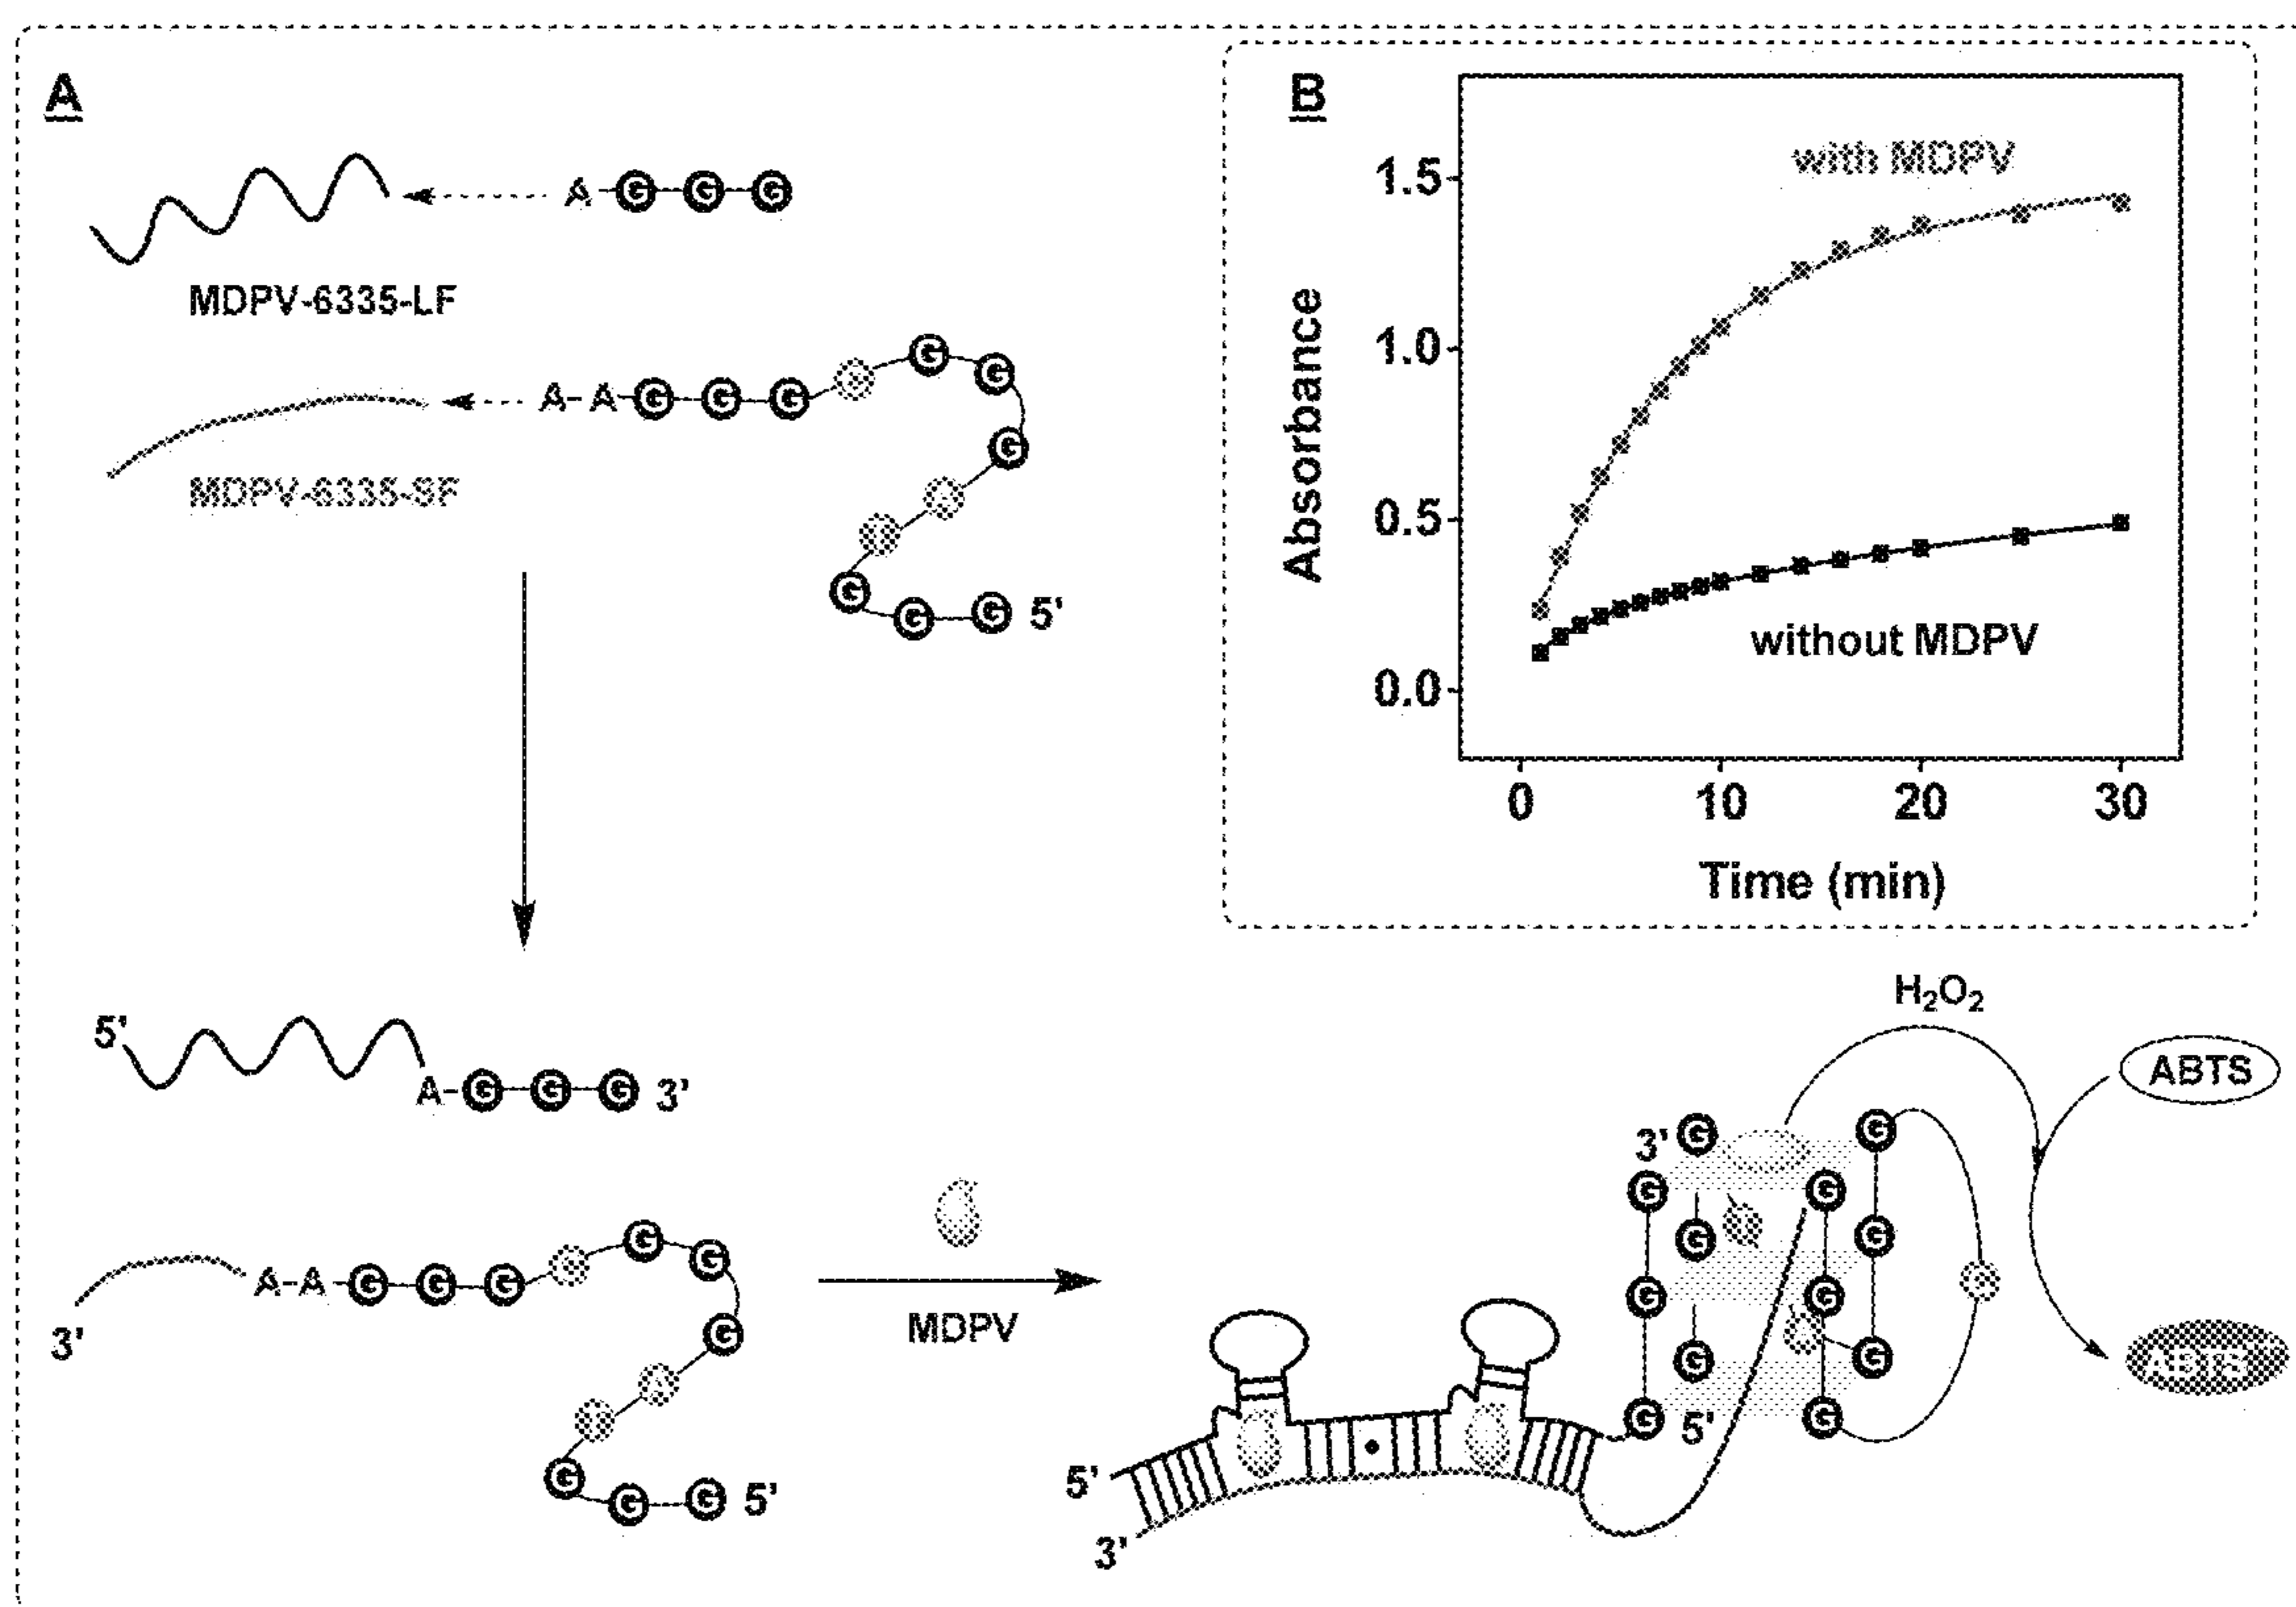 A
A-G-G-G
MDPV-6335-LF
A-A-G-G-G G G
G
MDPV-6335-SF
G G G 5'
B
with MDPV
1.5
1.0
0.5
0.0
Absorbance
without MDPV
0 10 20 30
Time (min)
5'
A-G-G-G 3'
A-A-G-G-G G G
3'
G
G G G 5'
MDPV
H2O2
ABTS
3' G G
G G
G G
G G
G G
G 5' G
ABTS
5'
3'